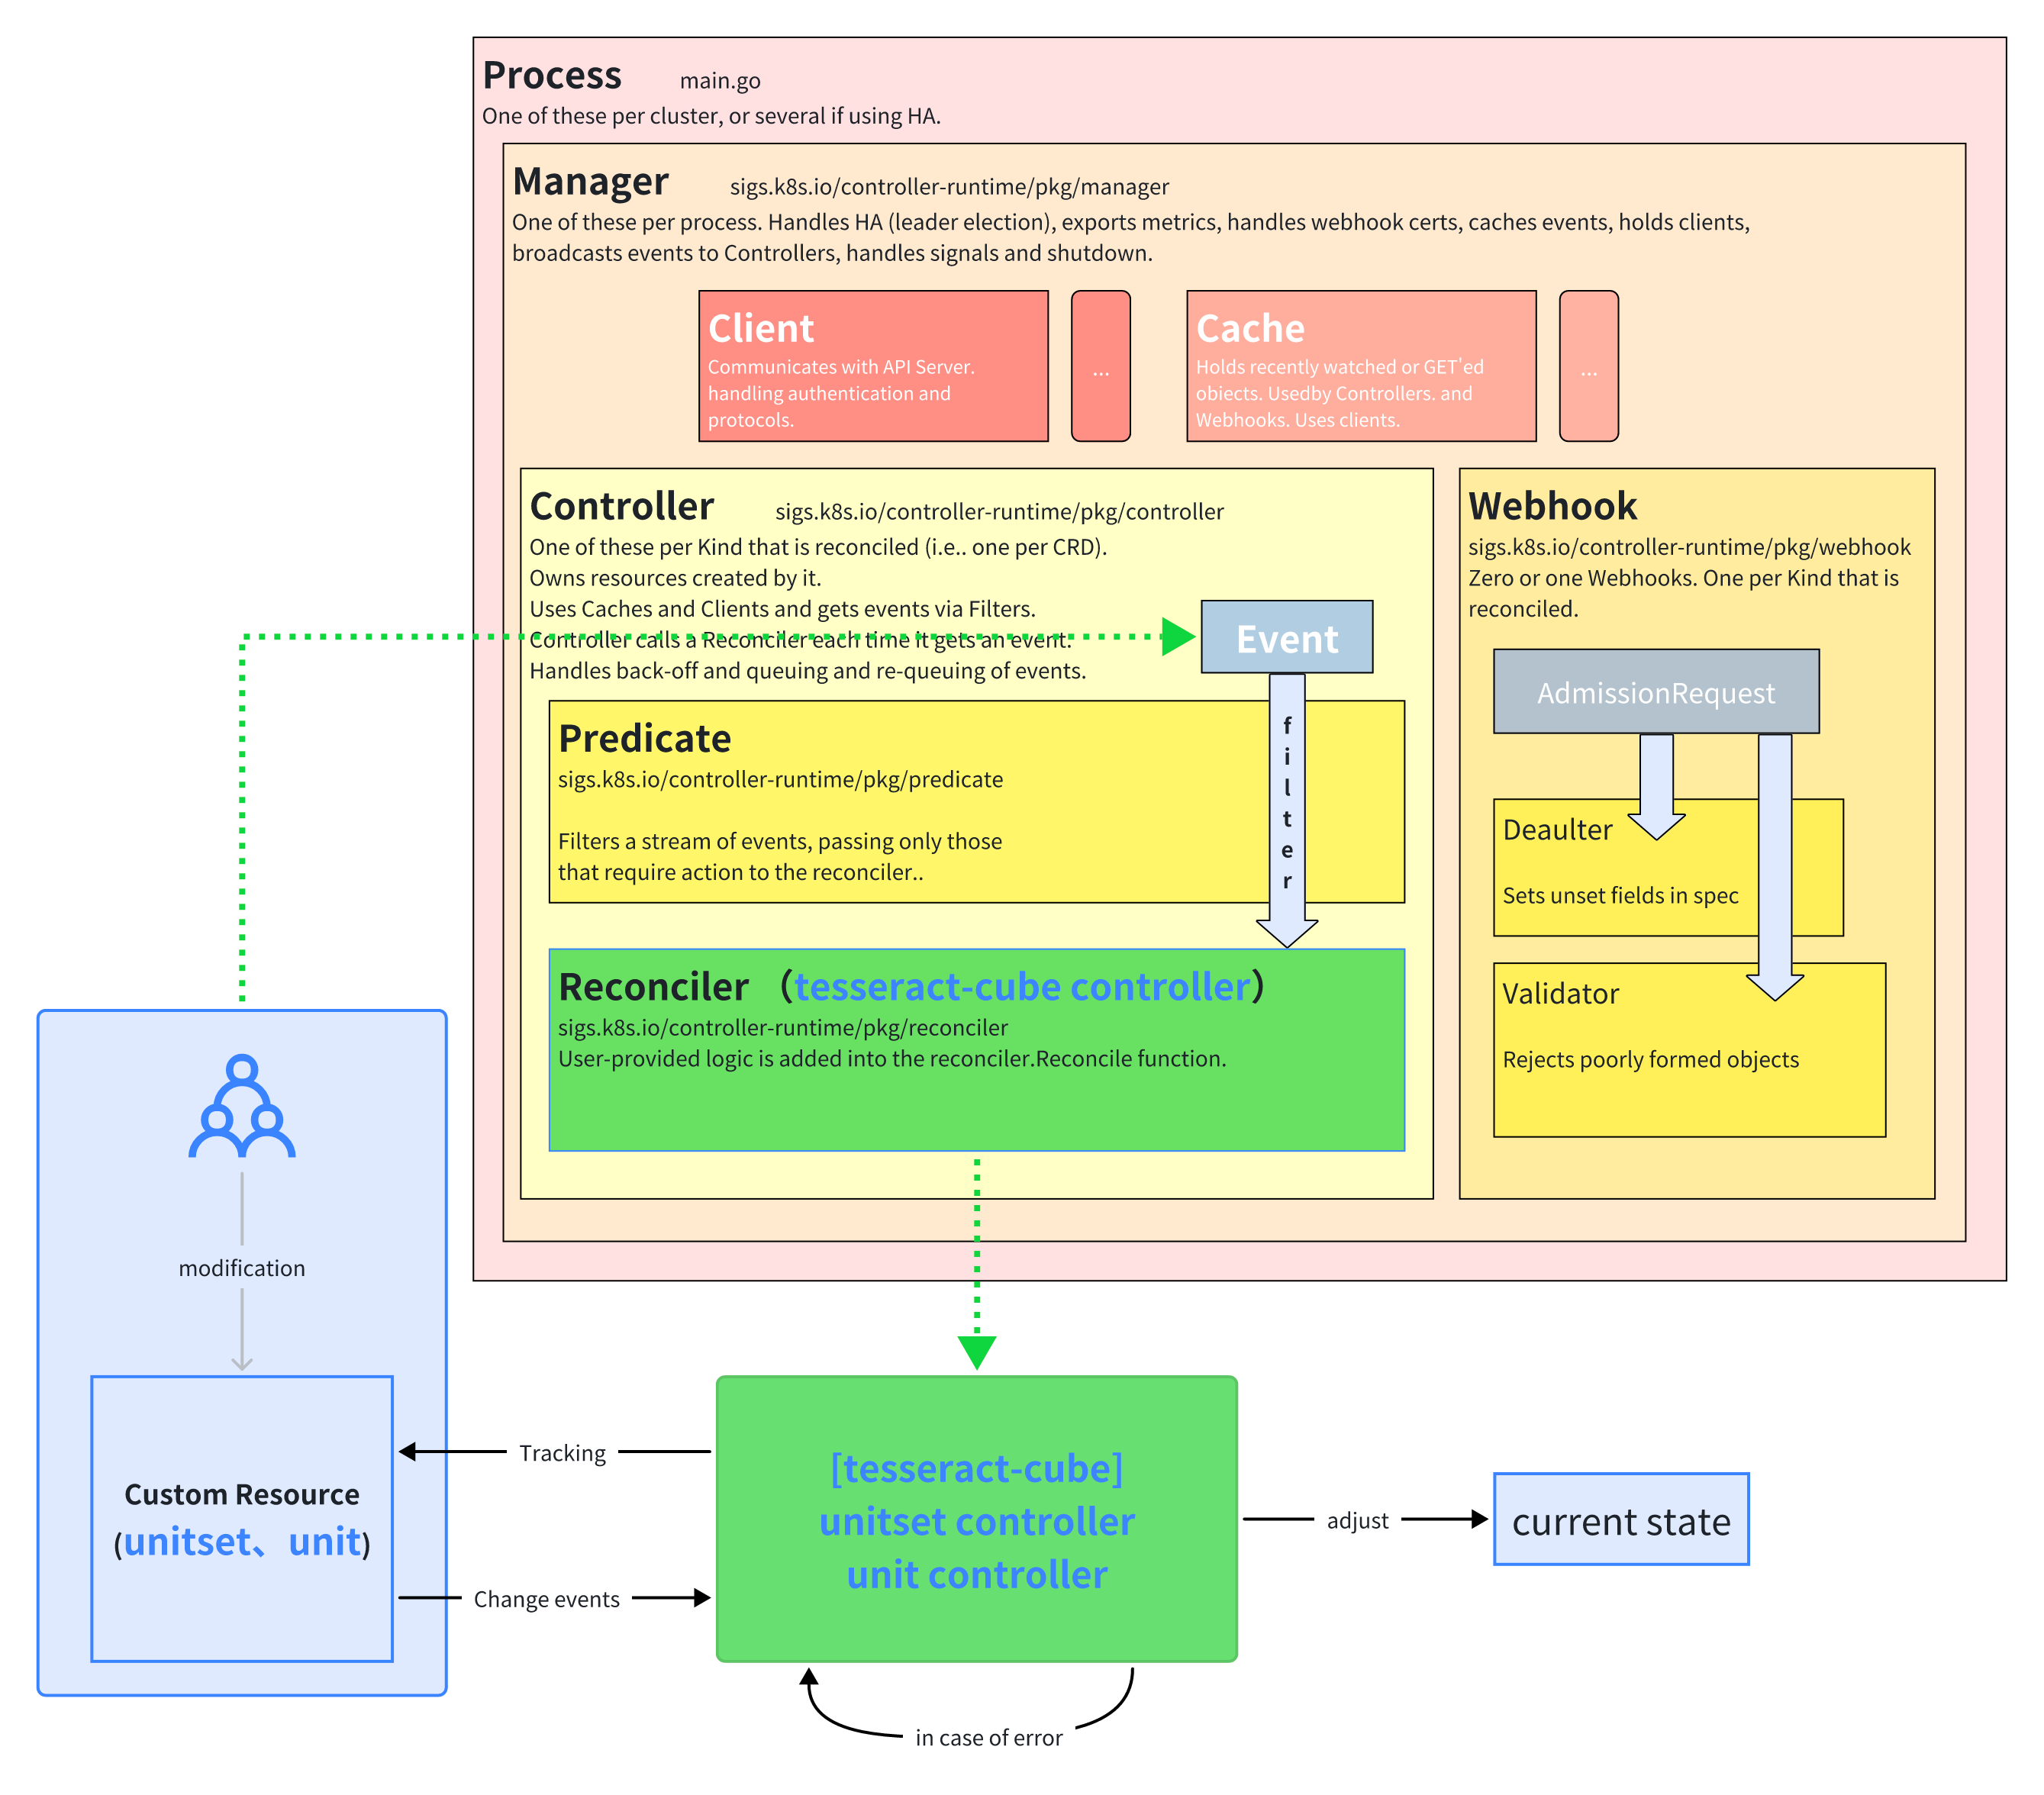 Process main.go
One of these per cluster, or several if using HA.
Manager sigs.k8s.io/controller-runtime/pkg/manager
One of these per process. Handles HA (leader election), exports metrics, handles webhook certs, caches events, holds clients,
broadcasts events to Controllers, handles signals and shutdown.
Client
Communicates with API Server.
handling authentication and
protocols.
...
Cache
Holds recently watched or GET'ed
obiects. Usedby Controllers. and
Webhooks. Uses clients.
...
Controller sigs.k8s.io/controller-runtime/pkg/controller
One of these per Kind that is reconciled (i.e.. one per CRD).
Owns resources created by it.
Uses Caches and Clients and gets events via Filters.
Controller calls a Reconciler each time it gets an event.
Handles back-off and queuing and re-queuing of events.
Event
filter
Predicate
sigs.k8s.io/controller-runtime/pkg/predicate
Filters a stream of events, passing only those
that require action to the reconciler..
Reconciler （tesseract-cube controller）
sigs.k8s.io/controller-runtime/pkg/reconciler
User-provided logic is added into the reconciler.Reconcile function.
Webhook
sigs.k8s.io/controller-runtime/pkg/webhook
Zero or one Webhooks. One per Kind that is
reconciled.
AdmissionRequest
Deaulter
Sets unset fields in spec
Validator
Rejects poorly formed objects
modification
Custom Resource
(unitset、unit)
Tracking
Change events
[tesseract-cube]
unitset controller
unit controller
adjust
current state
in case of error